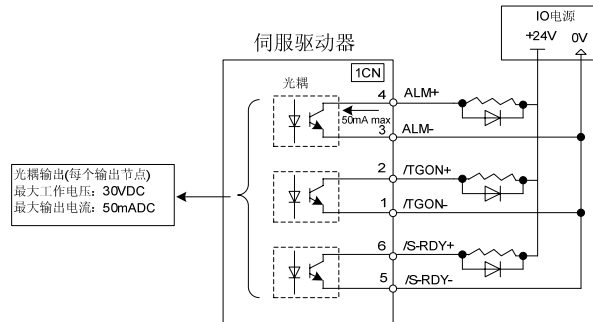 IO电源
+24V 0V
伺服驱动器
1CN
光耦
4 ALM+
50mA max
3 ALM-
2 /TGON+
光耦输出(每个输出节点)
最大工作电压：30VDC
最大输出电流：50mADC
1 /TGON-
6 /S-RDY+
5 /S-RDY-